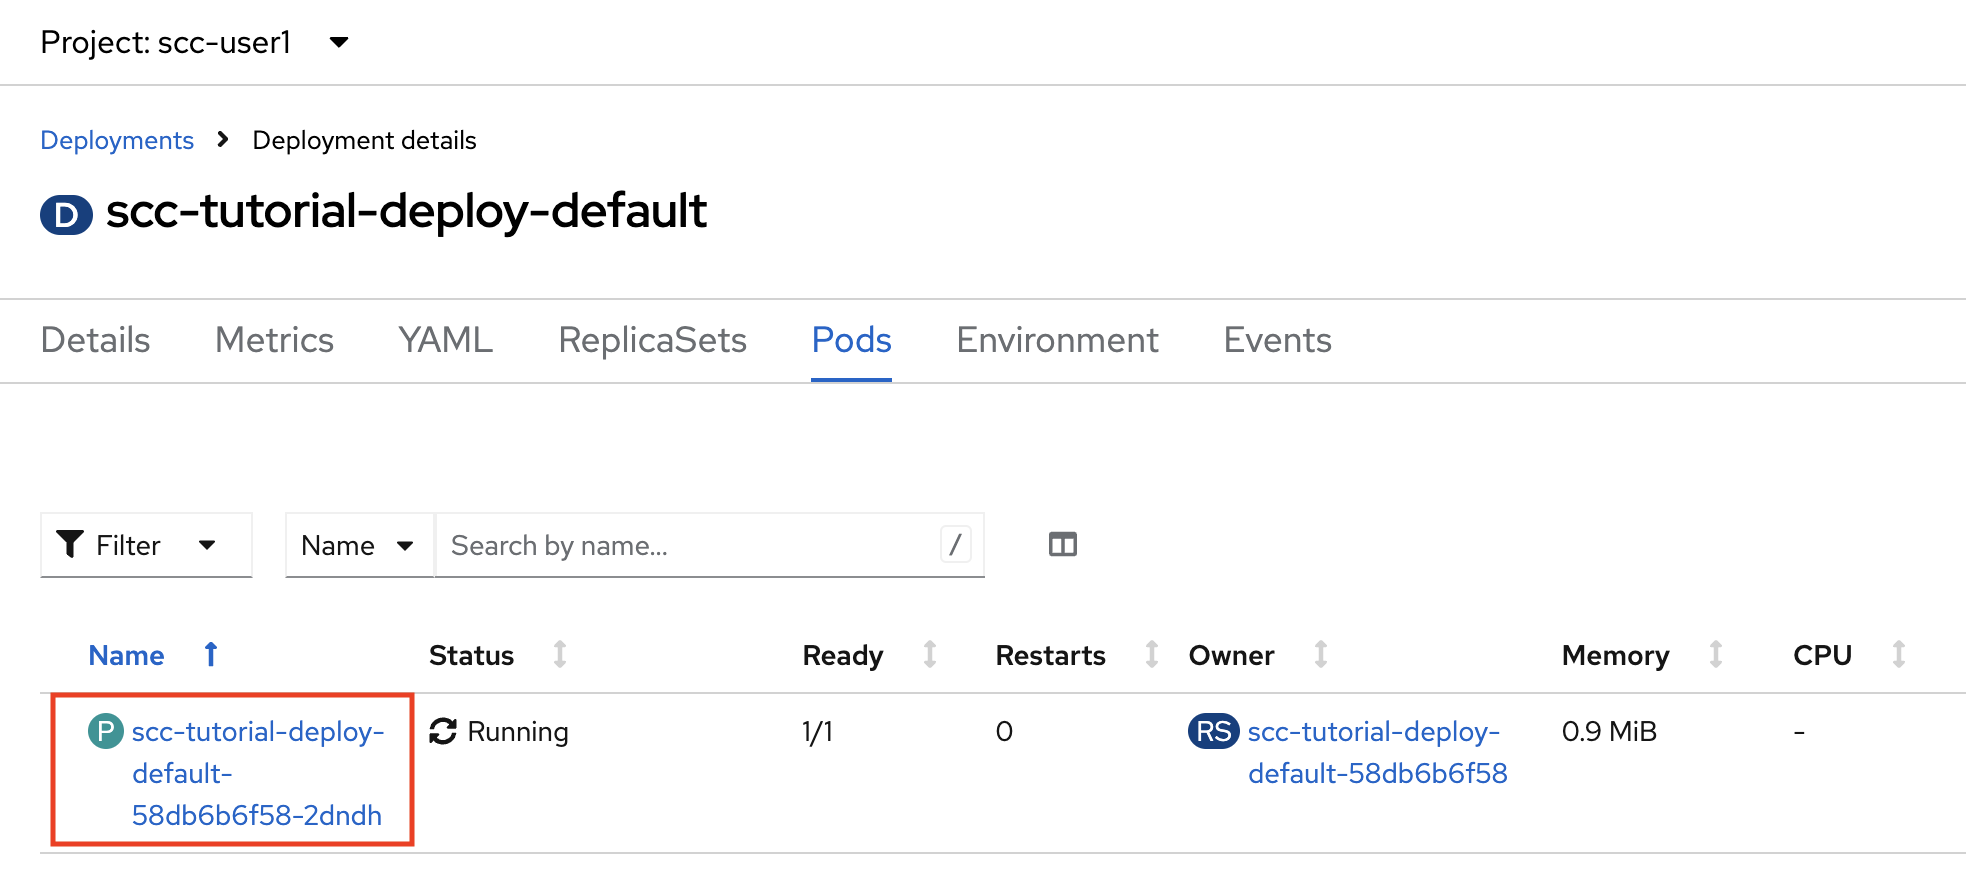 Project: scc-user1
Deployments > Deployment details
D scc-tutorial-deploy-default
Details Metrics YAML ReplicaSets Pods Environment Events
Filter Name Search by name... /
Name Status Ready Restarts Owner Memory CPU
P scc-tutorial-deploy- Running 1/1 0 RS scc-tutorial-deploy- 0.9 MiB -
default- default-58db6b6f58
58db6b6f58-2dndh